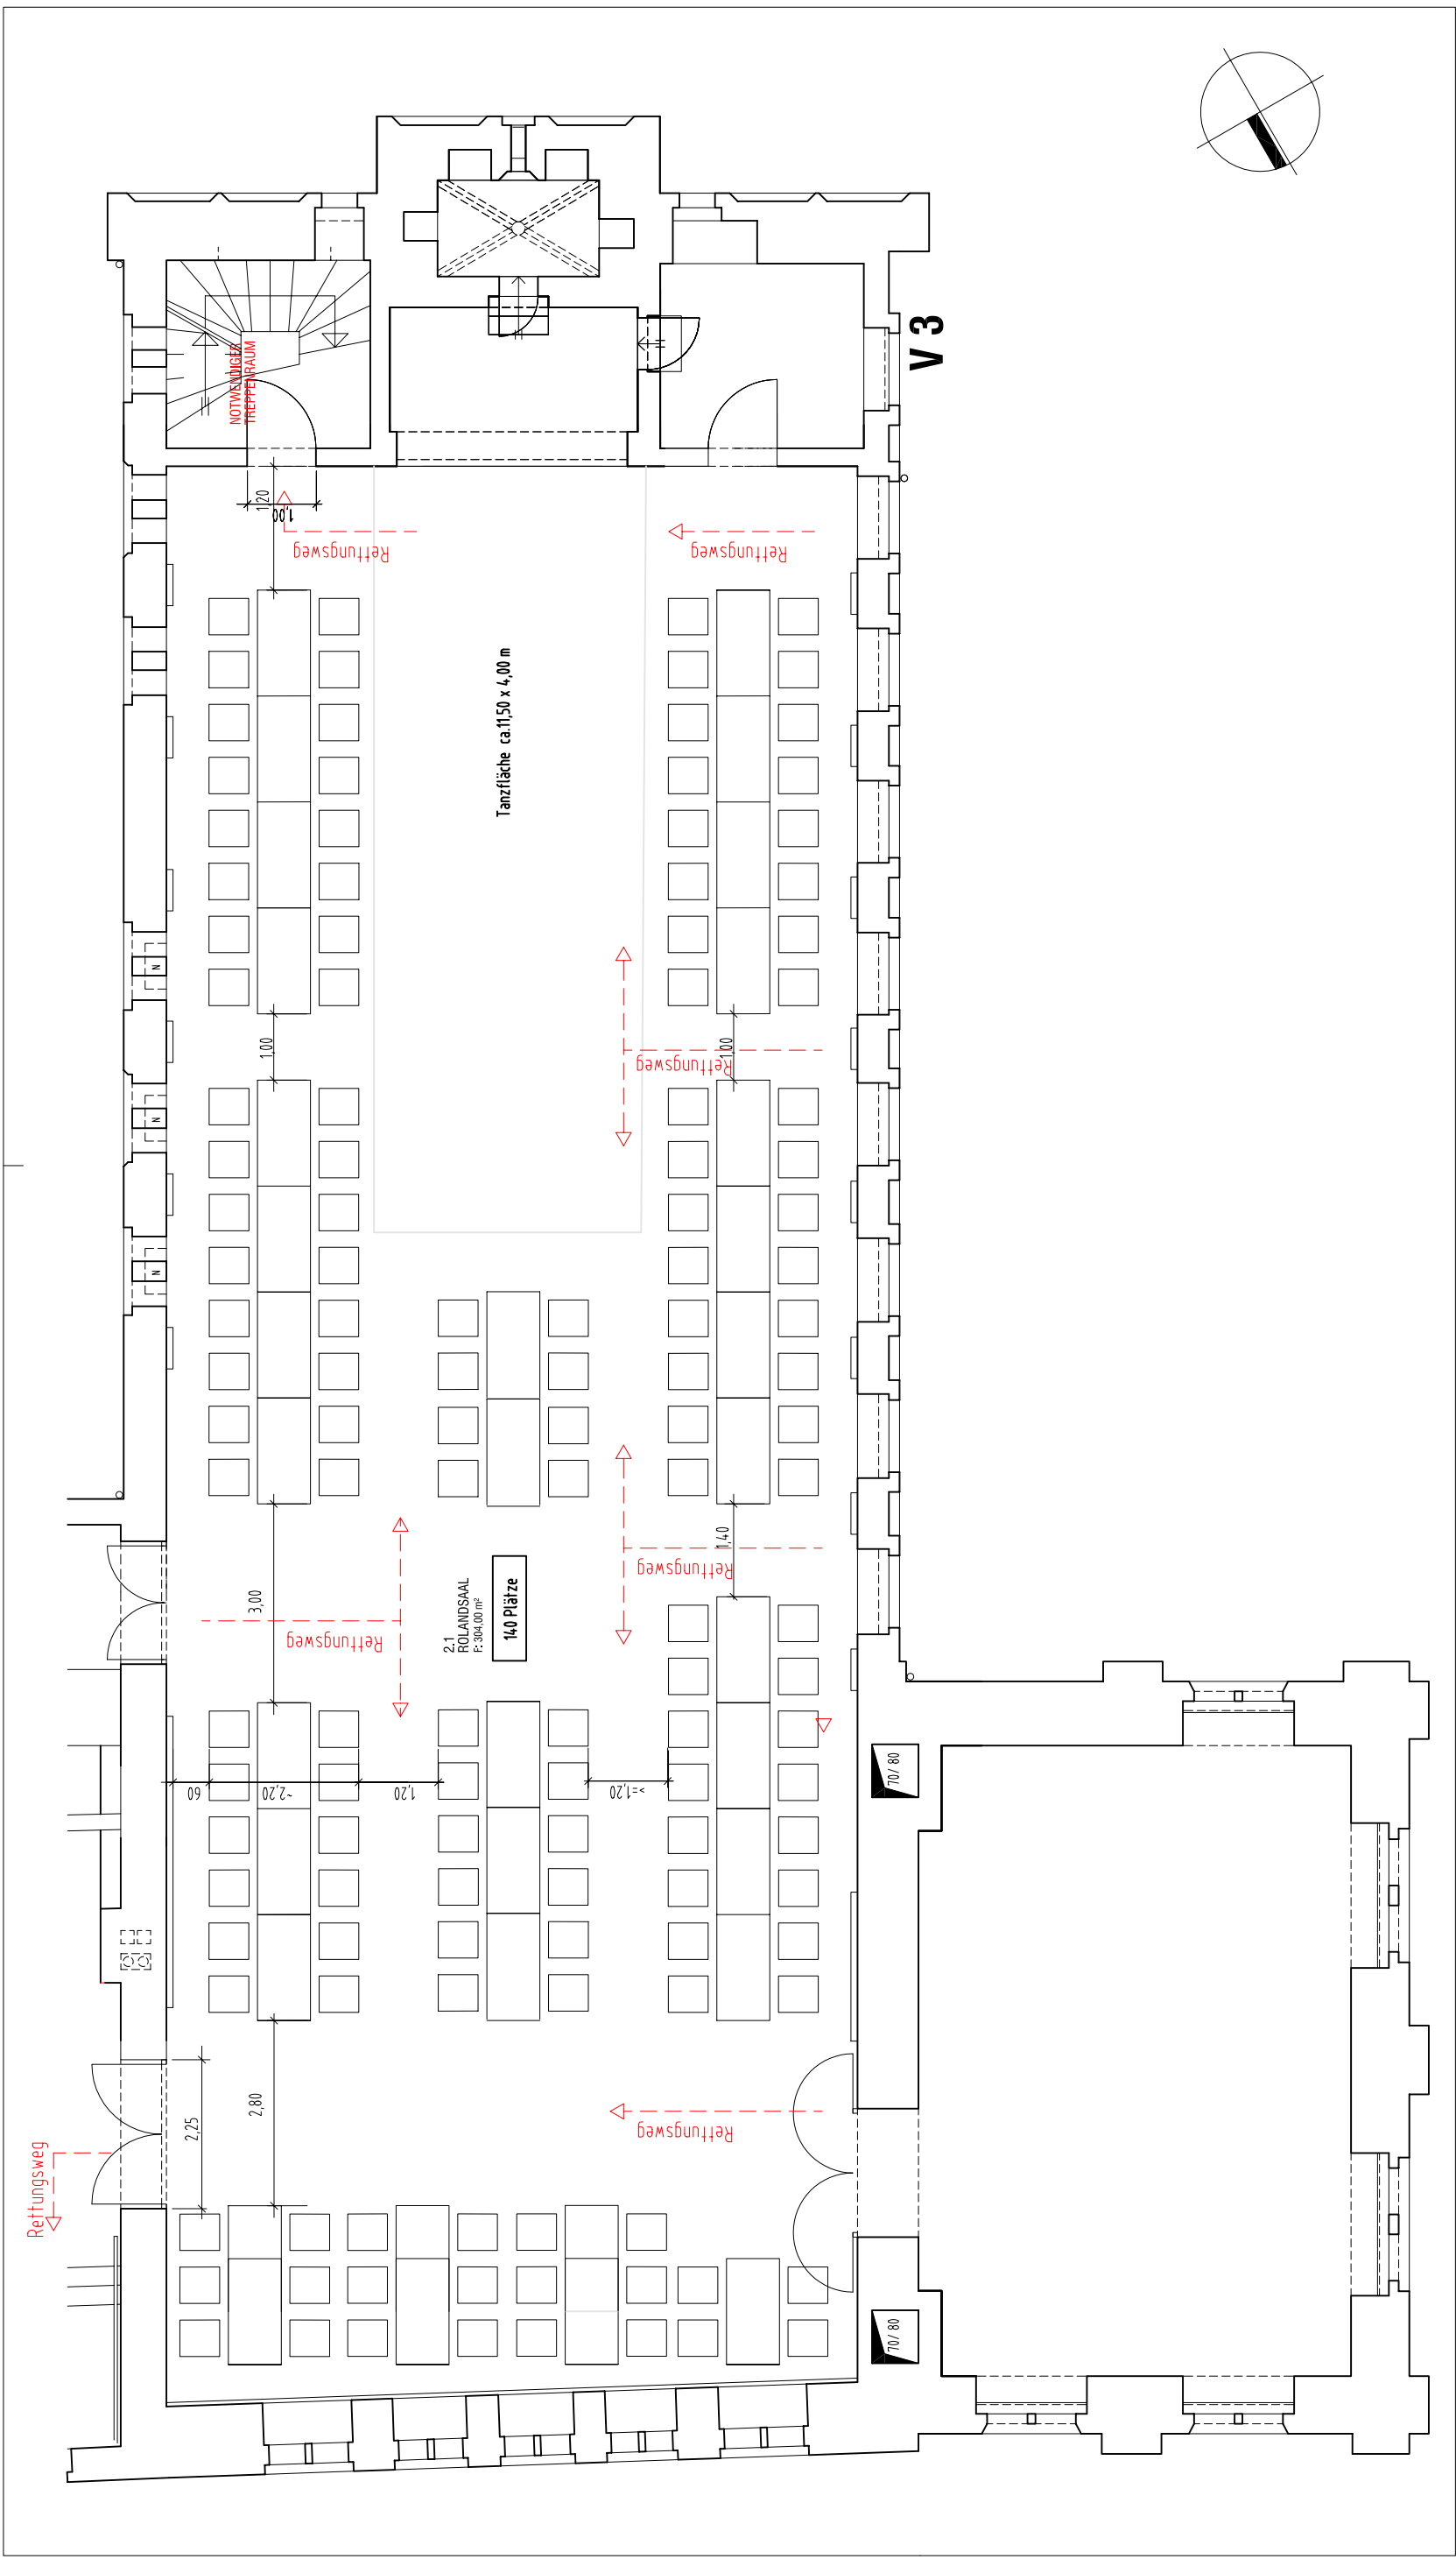 V 3
NOTWENDIGER
TREPPENRAUM
1,20
1,00
Rettungsweg
Rettungsweg
Tanzfläche ca.11,50 x 4,00 m
N
N
N
1,00
1,00
Rettungsweg
3,00
1,40
Rettungsweg
Rettungsweg
2.1
ROLANDSAAL
F: 304.00 m²
140 Plätze
60
~2,20
1,20
>=1,20
70/ 80
2,25
2,80
Rettungsweg
Rettungsweg
70/ 80